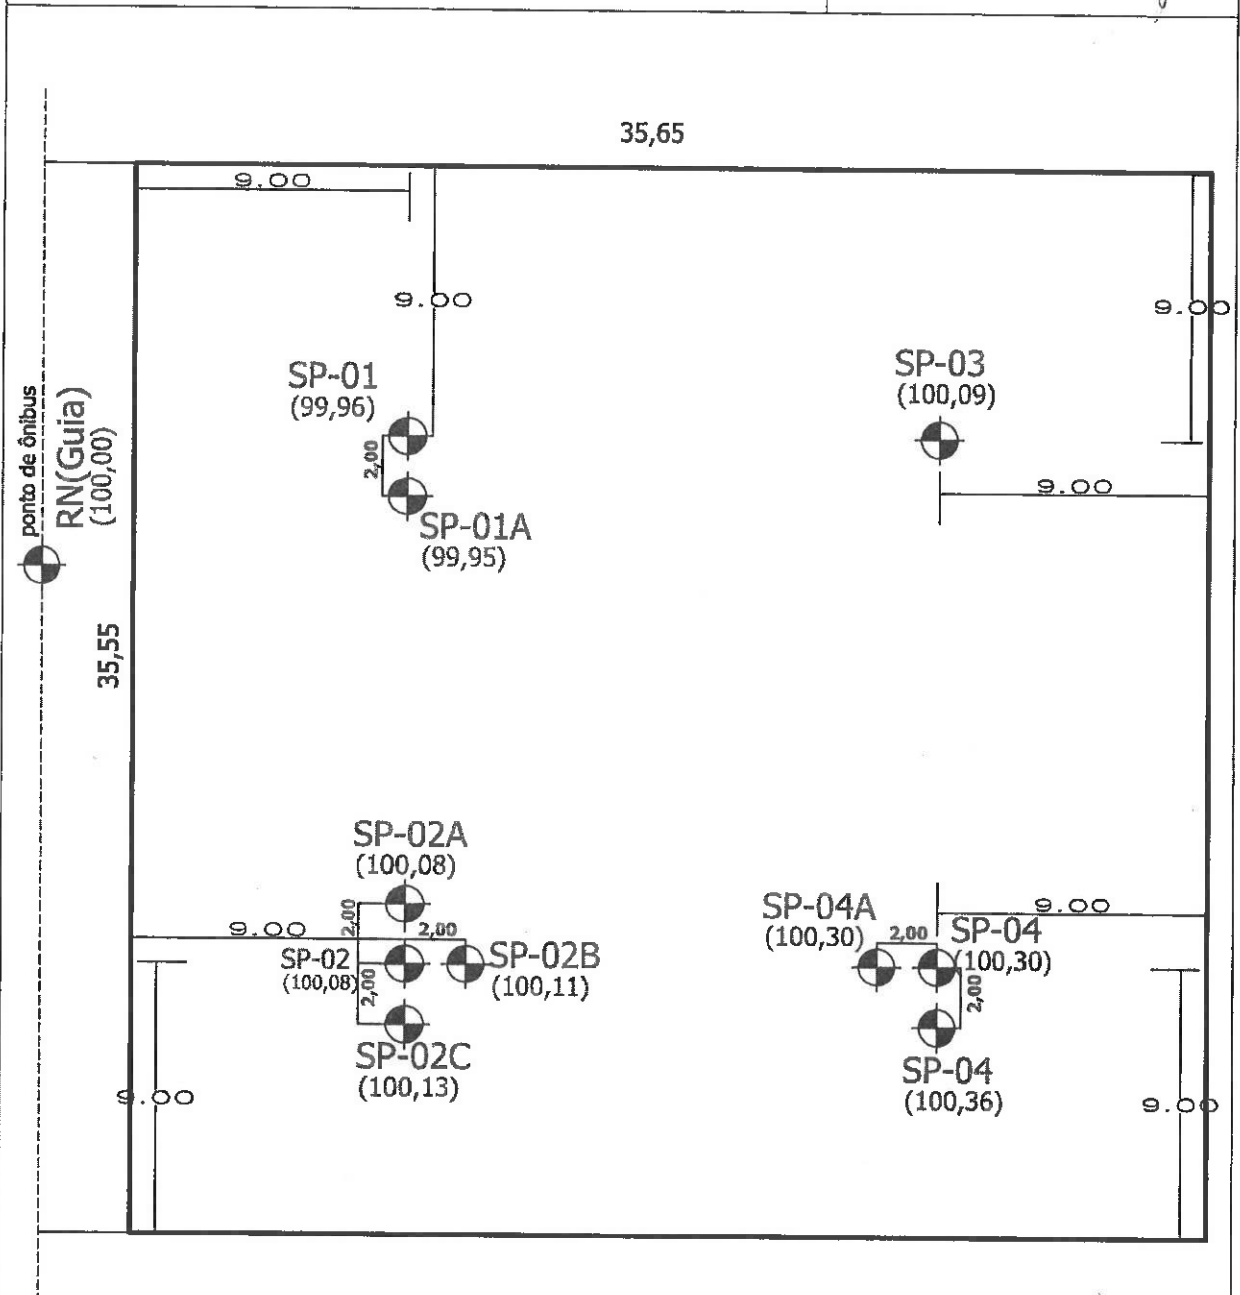 35,65
9.00
9.00
9.00
SP-01
(99,96)
SP-03
(100,09)
2,00
ponto de ônibus
RN(Guia)
(100,00)
9.00
SP-01A
(99,95)
35,55
SP-02A
(100,08)
2,00
9.00
2,00
SP-02
(100,08)
SP-02B
(100,11)
2,00
SP-02C
(100,13)
9.00
SP-04A
(100,30)
2,00
9.00
SP-04
(100,30)
2,00
SP-04
(100,36)
9.00